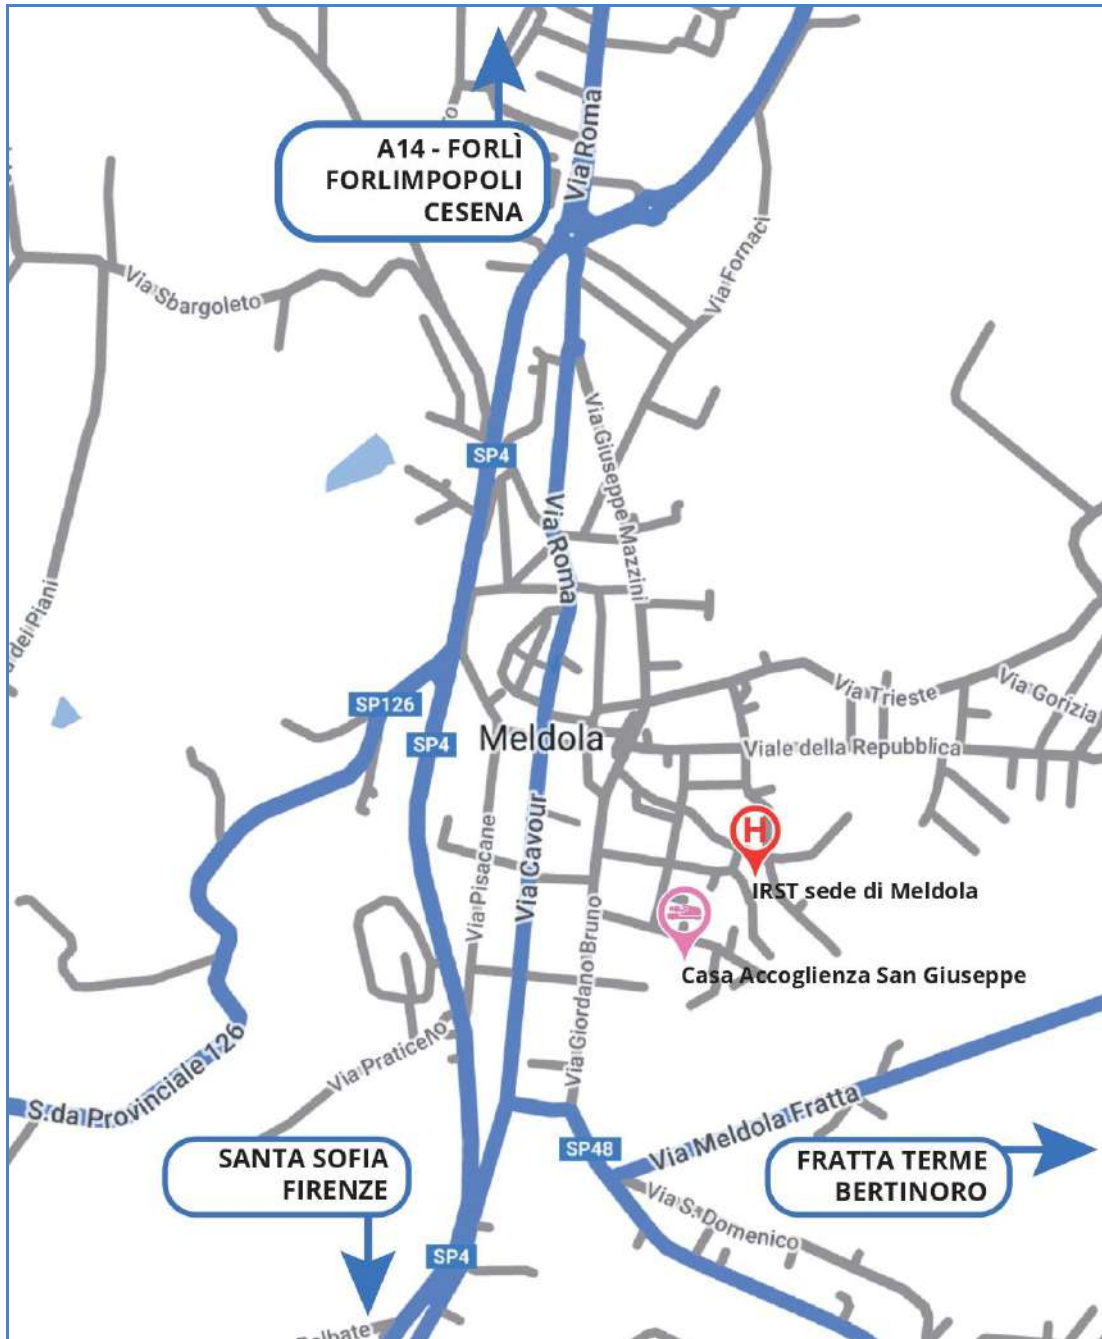 A14 - FORLÌ
FORLIMPOPOLI
CESENA
Via Roma
Via Fornaci
Via Sbargoleto
Via Giuseppe Mazzini
SP4
Via Roma
dei Piani
SP126
SP4
Meldola
Via Trieste
Via Gorizia
Viale della Repubblica
Via Pisacane
Via Cavour
H
IRST sede di Meldola
Via Giordano Bruno
Casa Accoglienza San Giuseppe
Via Praticello
S.da Provinciale 126
Via Meldola Fratta
SP48
SANTA SOFIA
FIRENZE
FRATTA TERME
BERTINORO
Via S. Domenico
SP4